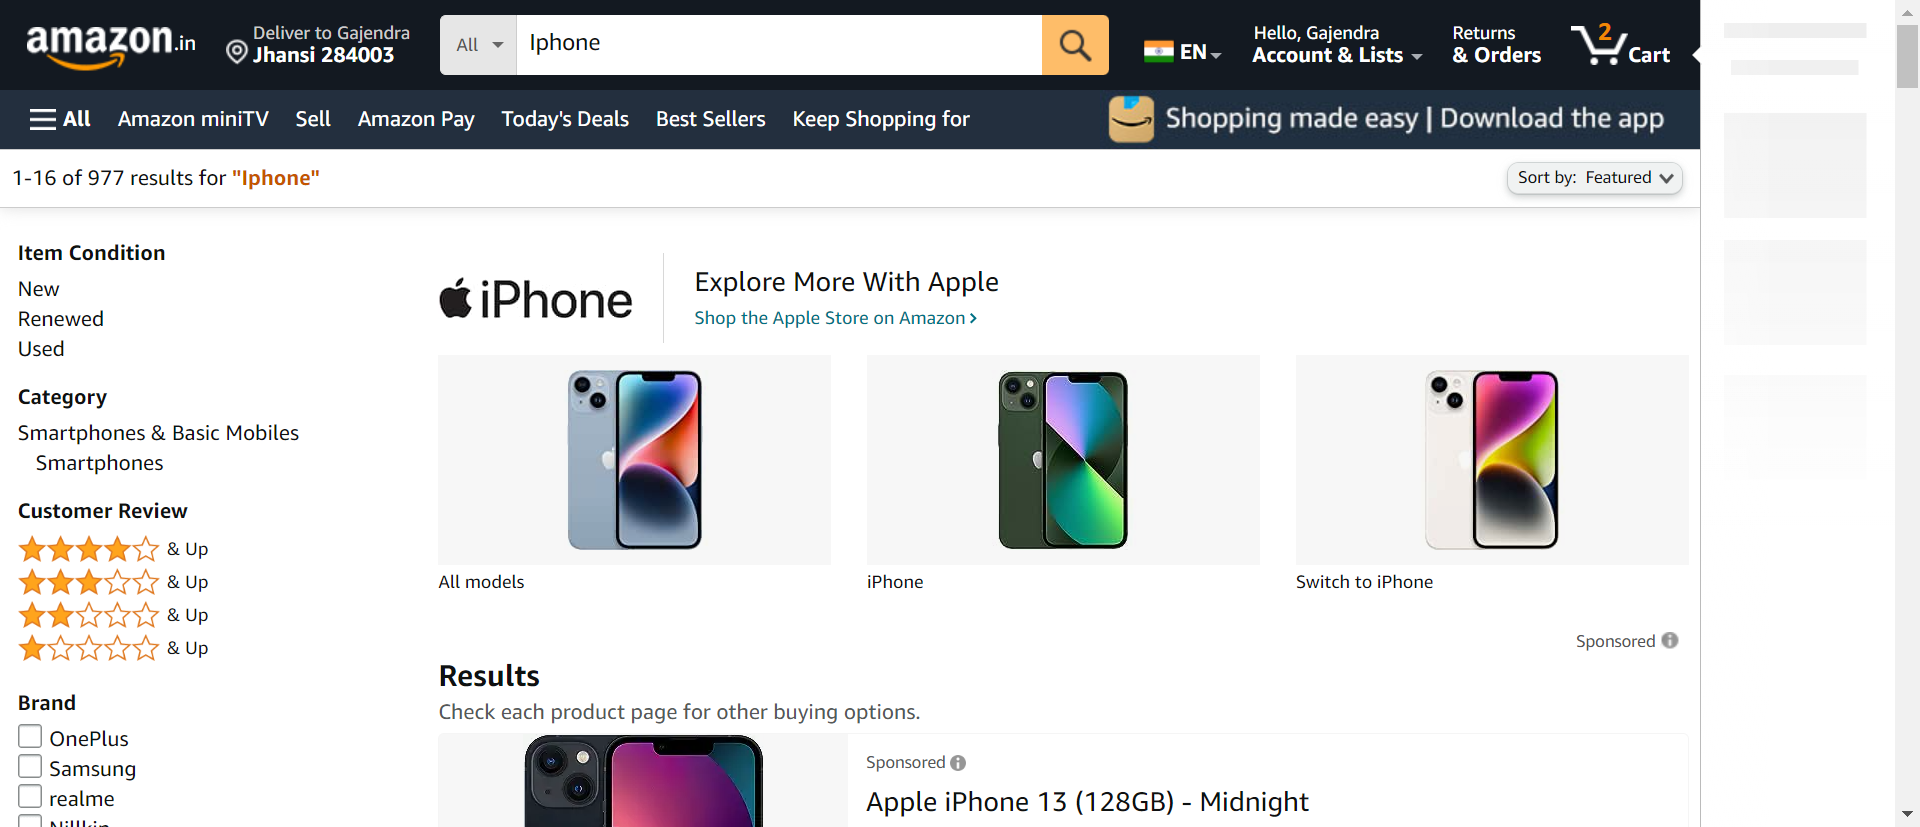 amazon.in
Deliver to Gajendra
Jhansi 284003
All
Iphone
EN
Hello, Gajendra
Account & Lists
Returns
& Orders
2
Cart
All
Amazon miniTV
Sell
Amazon Pay
Today's Deals
Best Sellers
Keep Shopping for
Shopping made easy | Download the app
1-16 of 977 results for "Iphone"
Sort by: Featured
Item Condition
New
Renewed
Used
Category
Smartphones & Basic Mobiles
Smartphones
Customer Review
& Up
& Up
& Up
& Up
Brand
OnePlus
Samsung
realme
Nillkin
iPhone
Explore More With Apple
Shop the Apple Store on Amazon
All models
iPhone
Switch to iPhone
Sponsored
Results
Check each product page for other buying options.
Sponsored
Apple iPhone 13 (128GB) - Midnight